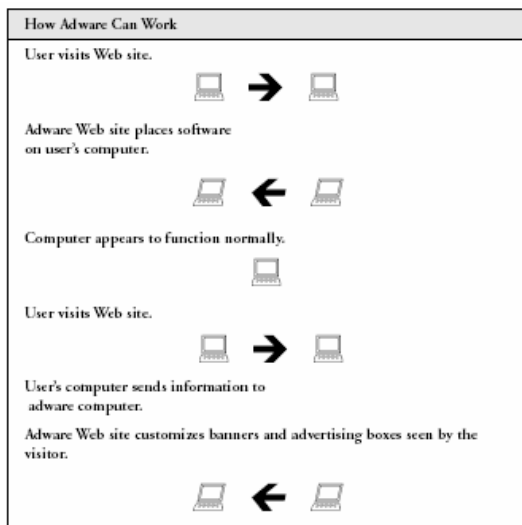 How Adware Can Work
User visits Web site.
Adware Web site places software
on user's computer.
Computer appears to function normally.
User visits Web site.
User's computer sends information to
adware computer.
Adware Web site customizes banners and advertising boxes seen by the
visitor.